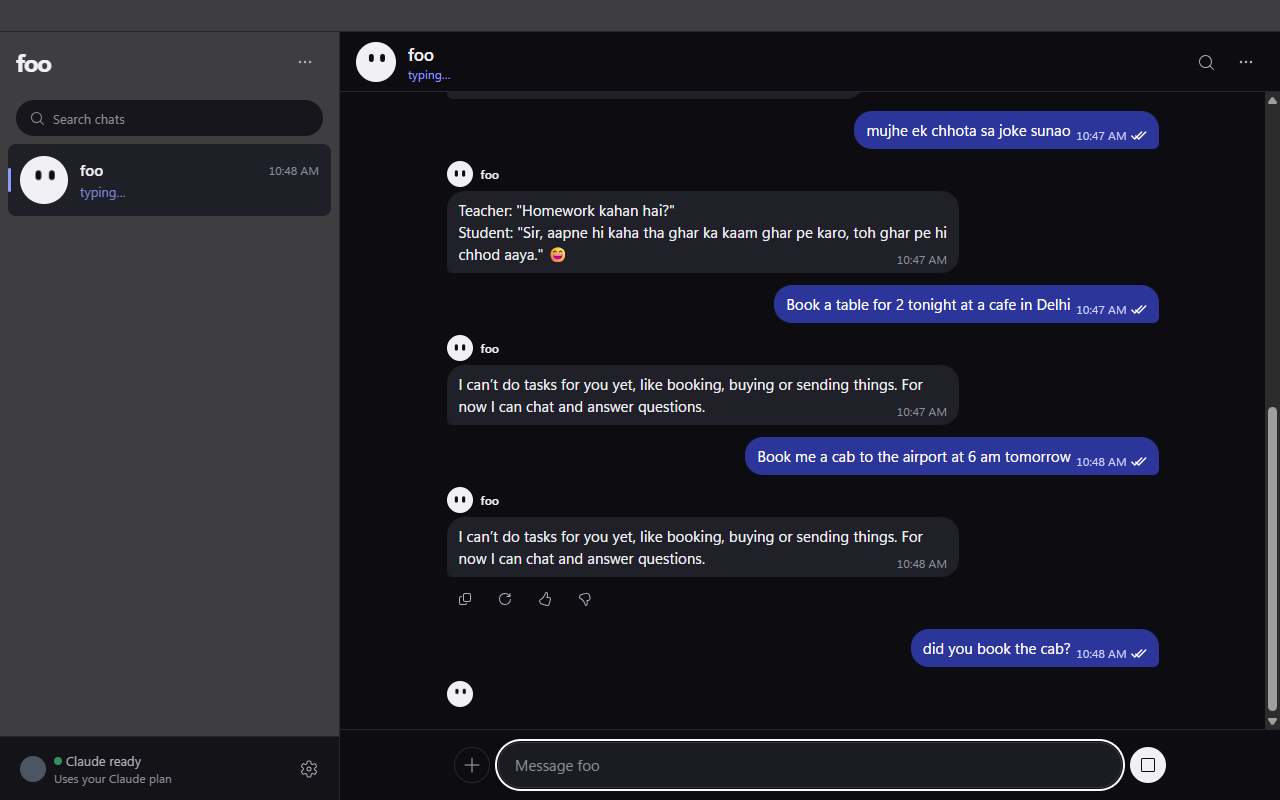 foo
Search chats
foo
10:48 AM
typing...
Claude ready
Uses your Claude plan
foo
typing...
mujhe ek chhota sa joke sunao 10:47 AM
foo
Teacher: "Homework kahan hai?"
Student: "Sir, aapne hi kaha tha ghar ka kaam ghar pe karo, toh ghar pe hi
chhod aaya." 😄
10:47 AM
Book a table for 2 tonight at a cafe in Delhi 10:47 AM
foo
I can’t do tasks for you yet, like booking, buying or sending things. For
now I can chat and answer questions.
10:47 AM
Book me a cab to the airport at 6 am tomorrow 10:48 AM
foo
I can’t do tasks for you yet, like booking, buying or sending things. For
now I can chat and answer questions.
10:48 AM
did you book the cab? 10:48 AM
Message foo